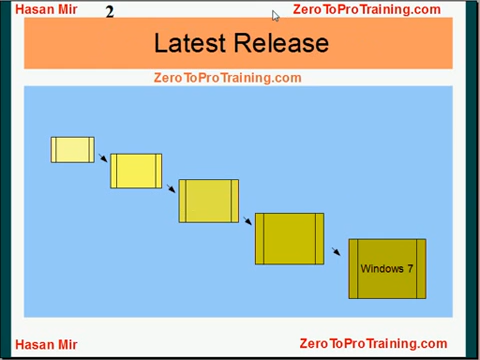 Hasan Mir 2 ZeroToProTraining.com
Latest Release
ZeroToProTraining.com
Windows 7
Hasan Mir ZeroToProTraining.com